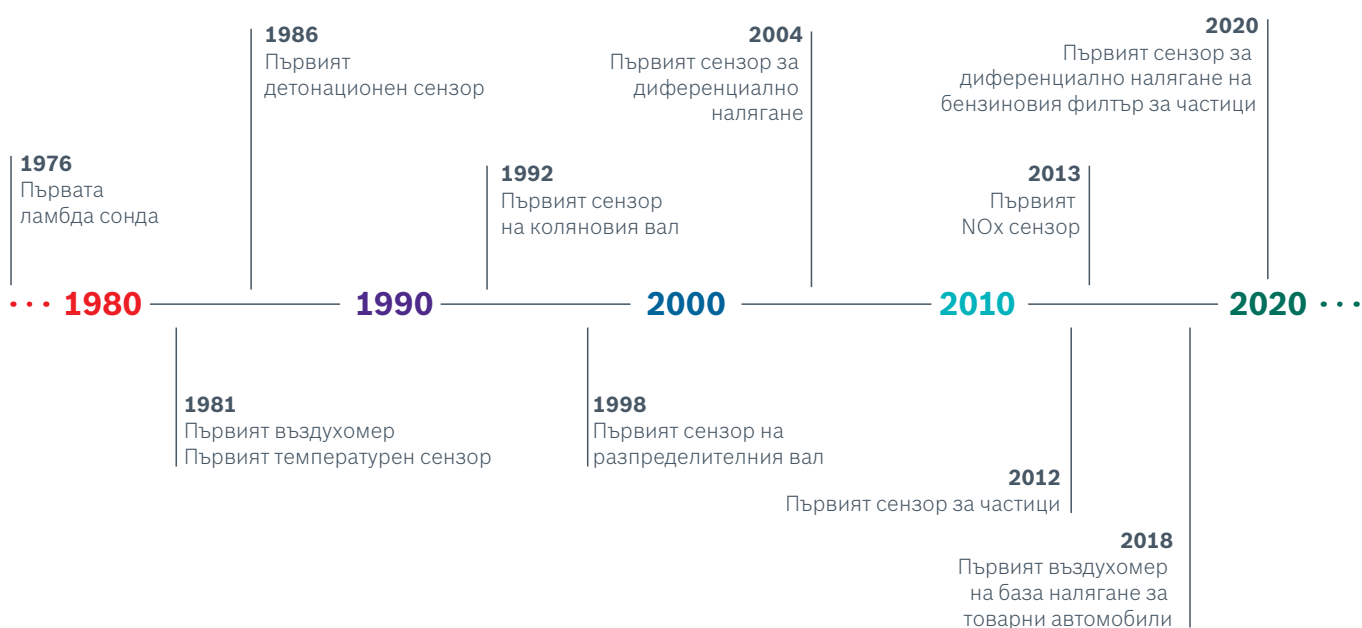 1986
Първият
детонационен сензор
2004
Първият сензор за
диференциално
налягане
2020
Първият сензор за
диференциално налягане на
бензиновия филтър за частици
1976
Първата
ламбда сонда
1992
Първият сензор
на коляновия вал
2013
Първият
NOx сензор
1980
1990
2000
2010
2020
1981
Първият въздухомер
Първият температурен сензор
1998
Първият сензор на
разпределителния вал
2012
Първият сензор за частици
2018
Първият въздухомер
на база налягане за
товарни автомобили